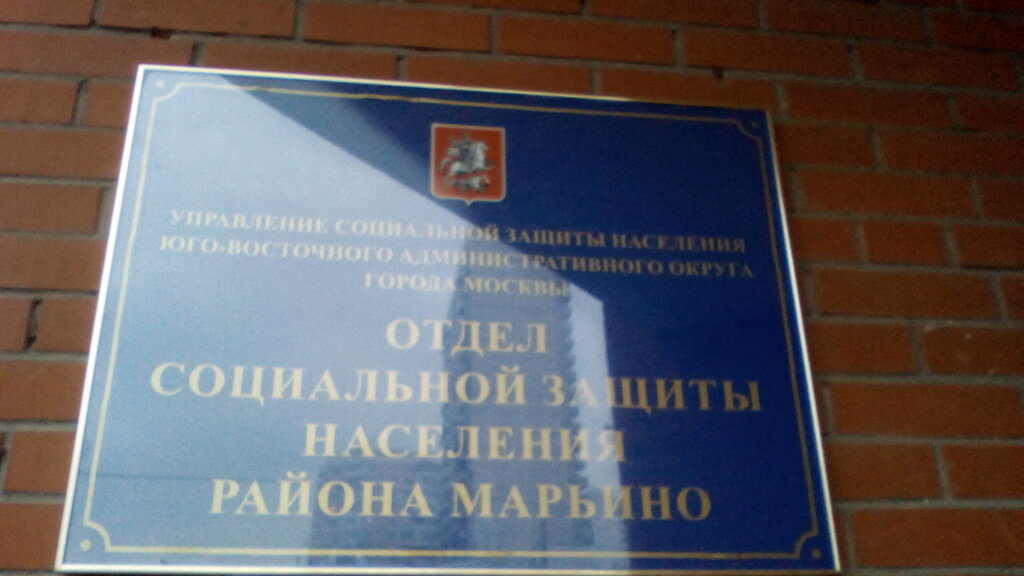 УПРАВЛЕНИЕ СОЦИАЛЬНОЙ ЗАЩИТЫ НАСЕЛЕНИЯ
ЮГО-ВОСТОЧНОГО АДМИНИСТРАТИВНОГО ОКРУГА
ГОРОДА МОСКВЫ
ОТДЕЛ
СОЦИАЛЬНОЙ ЗАЩИТЫ
НАСЕЛЕНИЯ
РАЙОНА МАРЬИНО